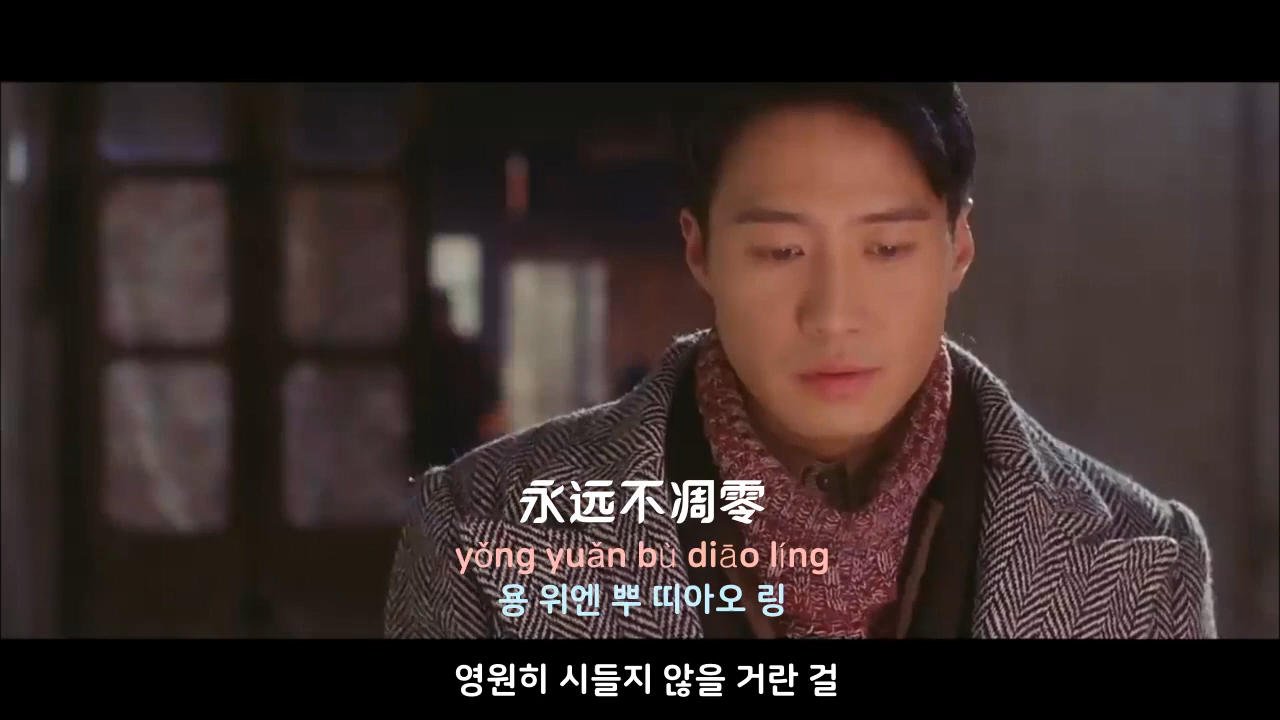 永远不凋零
yǒng yuǎn bù diāo líng
용 위엔 뿌 띠아오 링
영원히 시들지 않을 거란 걸